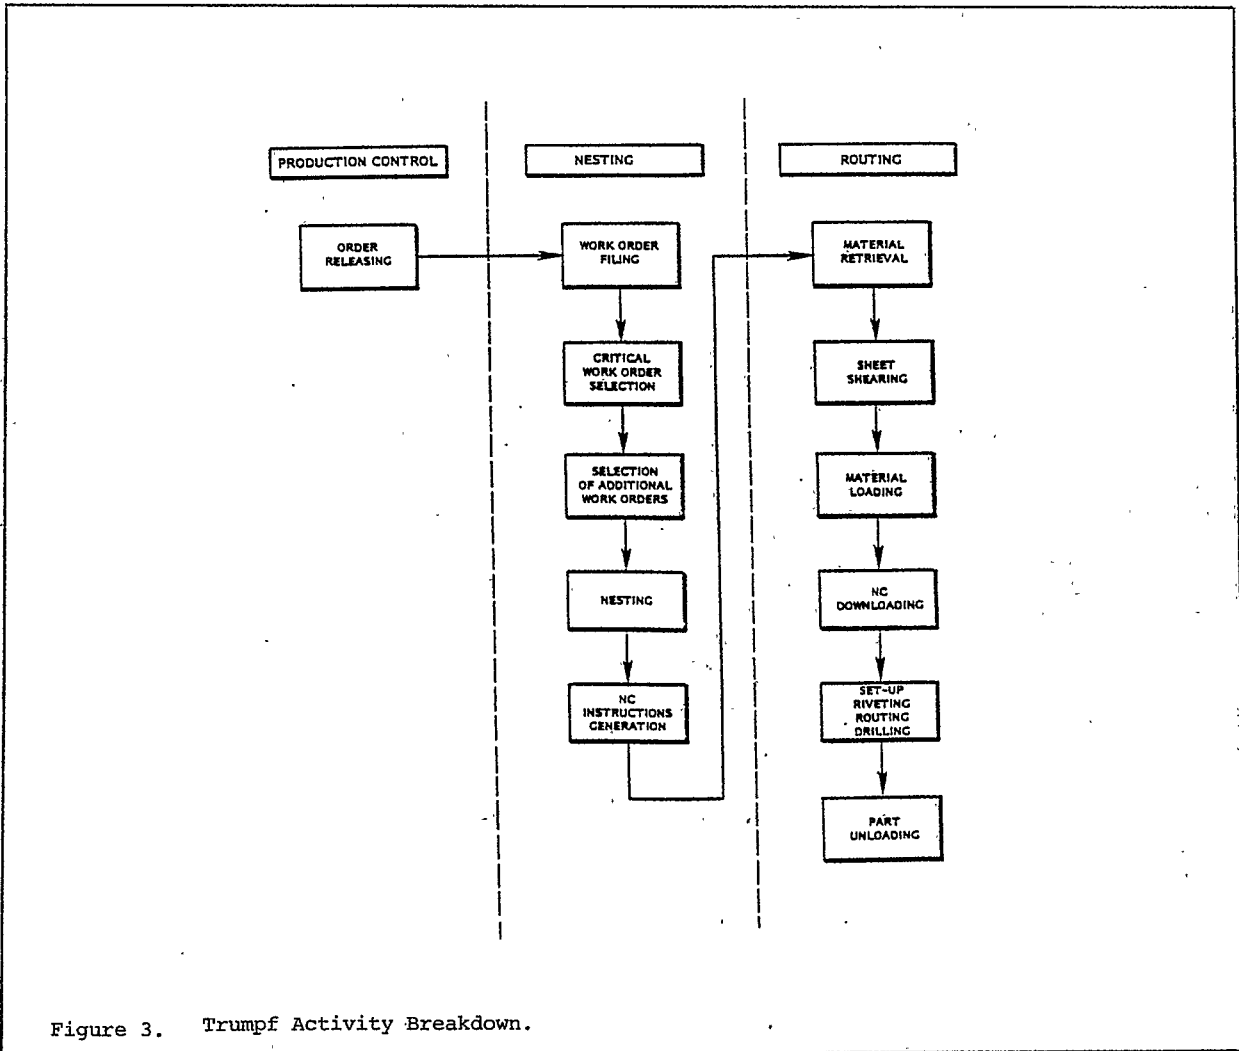 PRODUCTION CONTROL
NESTING
ROUTING
ORDER
RELEASING
WORK ORDER
FILING
CRITICAL
WORK ORDER
SELECTION
SELECTION
OF ADDITIONAL
WORK ORDERS
NESTING
NC
INSTRUCTIONS
GENERATION
MATERIAL
RETRIEVAL
SHEET
SHEARING
MATERIAL
LOADING
NC
DOWNLOADING
SET-UP
RIVETING
ROUTING
DRILLING
PART
UNLOADING
Figure 3. Trumpf Activity Breakdown.